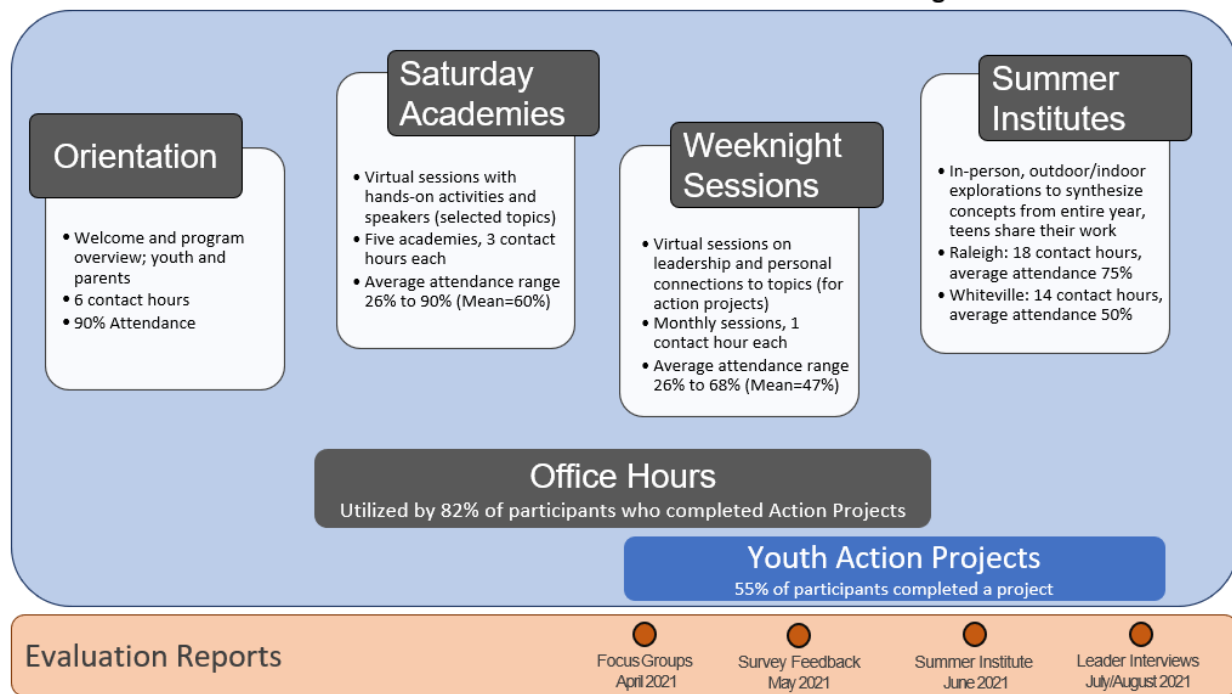 Orientation
• Welcome and program
overview; youth and
parents
• 6 contact hours
• 90% Attendance
Saturday
Academies
• Virtual sessions with
hands-on activities and
speakers (selected topics)
• Five academies, 3 contact
hours each
• Average attendance range
26% to 90% (Mean=60%)
Weeknight
Sessions
• Virtual sessions on
leadership and personal
connections to topics (for
action projects)
• Monthly sessions, 1
contact hour each
• Average attendance range
26% to 68% (Mean=47%)
Summer
Institutes
• In-person, outdoor/indoor
explorations to synthesize
concepts from entire year,
teens share their work
• Raleigh: 18 contact hours,
average attendance 75%
• Whiteville: 14 contact hours,
average attendance 50%
Office Hours
Utilized by 82% of participants who completed Action Projects
Youth Action Projects
55% of participants completed a project
Evaluation Reports
Focus Groups
April 2021
Survey Feedback
May 2021
Summer Institute
June 2021
Leader Interviews
July/August 2021